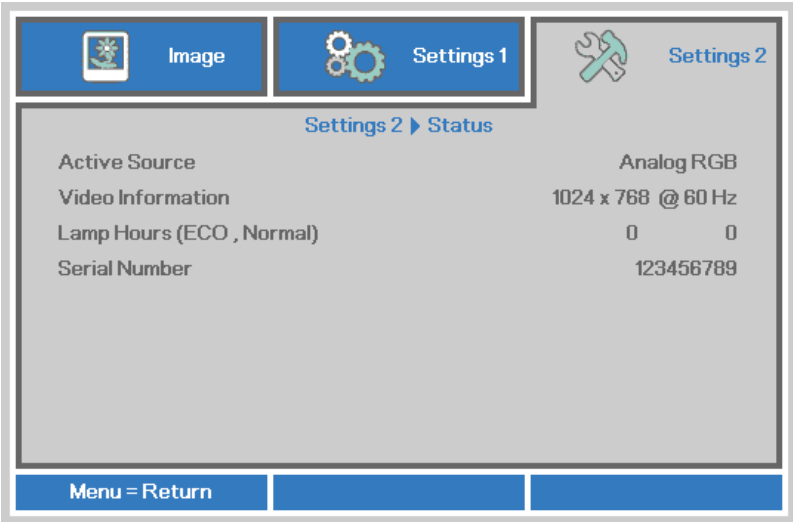 Image Settings 1 Settings 2
Settings 2 ▶ Status
Active Source Analog RGB
Video Information 1024 x 768 @ 60 Hz
Lamp Hours (ECO , Normal) 0 0
Serial Number 123456789
Menu = Return